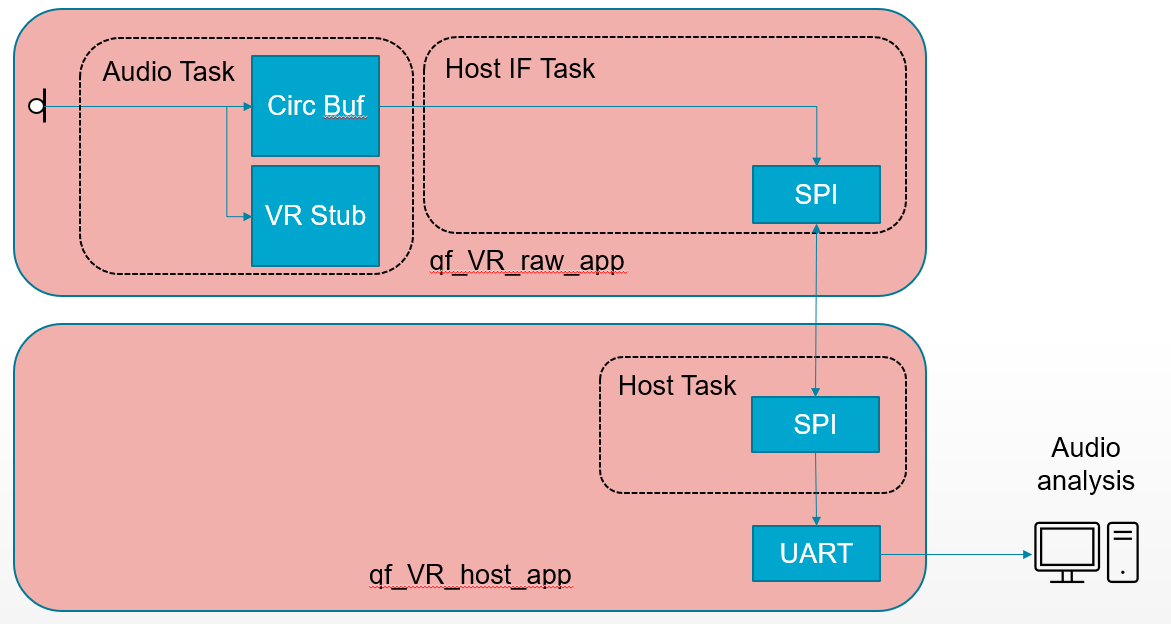 Audio Task
Circ Buf
VR Stub
Host IF Task
SPI
qf_VR_raw_app
Host Task
SPI
UART
qf_VR_host_app
Audio
analysis